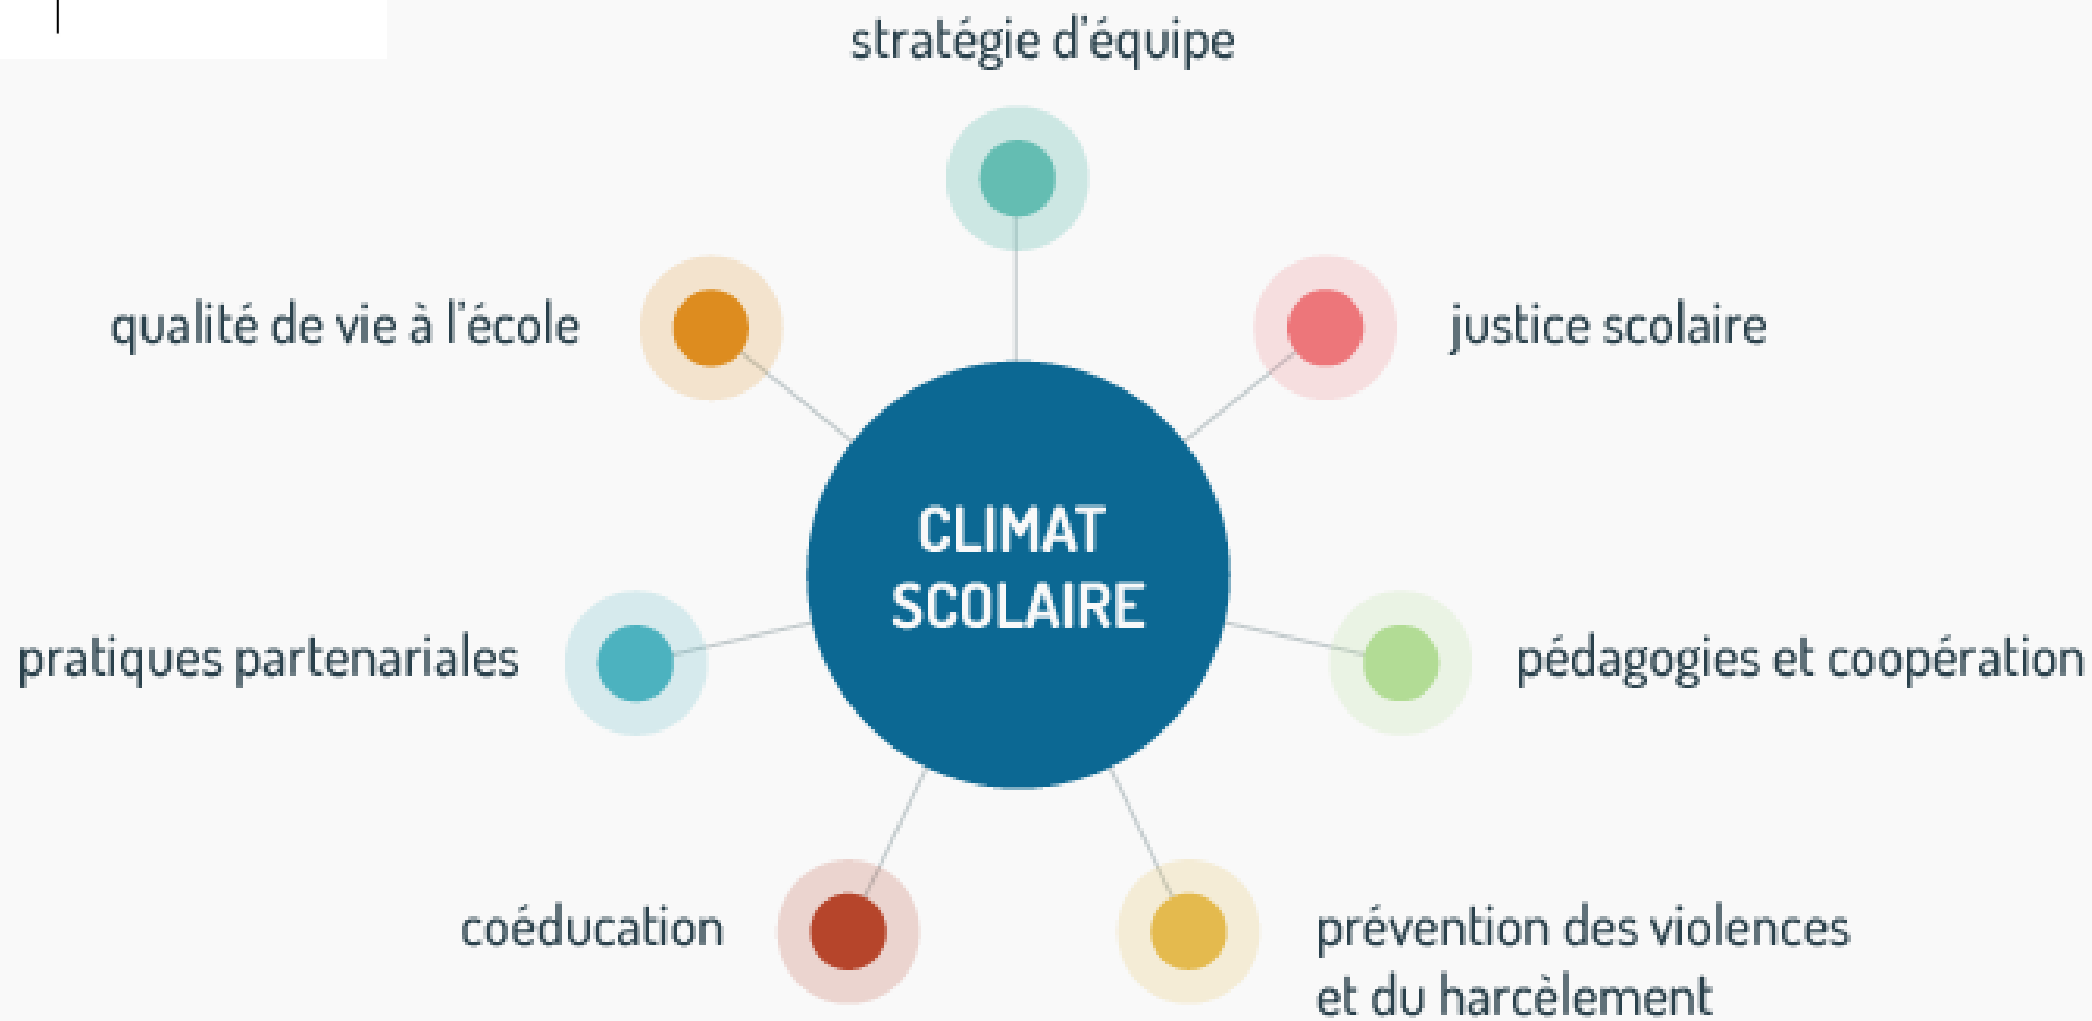 stratégie d'équipe
qualité de vie à l'école
justice scolaire
CLIMAT
SCOLAIRE
pratiques partenariales
pédagogies et coopération
coéducation
prévention des violences
et du harcèlement